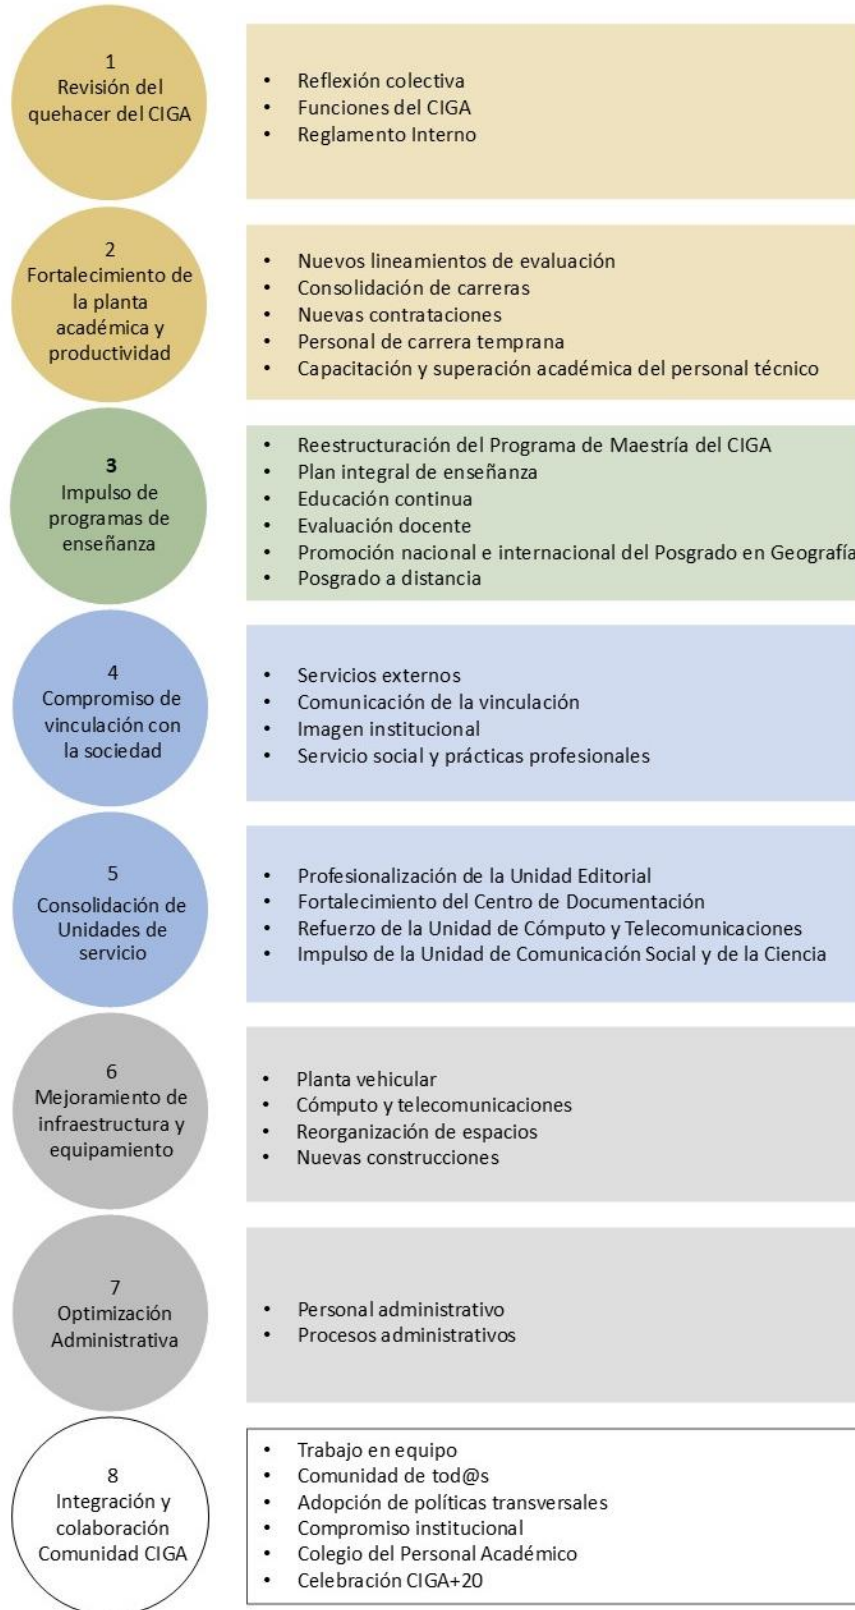 1
Revisión del
quehacer del CIGA
• Reflexión colectiva
• Funciones del CIGA
• Reglamento Interno
2
Fortalecimiento de
la planta
académica y
productividad
• Nuevos lineamientos de evaluación
• Consolidación de carreras
• Nuevas contrataciones
• Personal de carrera temprana
• Capacitación y superación académica del personal técnico
3
Impulso de
programas de
enseñanza
• Reestructuración del Programa de Maestría del CIGA
• Plan integral de enseñanza
• Educación continua
• Evaluación docente
• Promoción nacional e internacional del Posgrado en Geografía
• Posgrado a distancia
4
Compromiso de
vinculación con
la sociedad
• Servicios externos
• Comunicación de la vinculación
• Imagen institucional
• Servicio social y prácticas profesionales
5
Consolidación de
Unidades de
servicio
• Profesionalización de la Unidad Editorial
• Fortalecimiento del Centro de Documentación
• Refuerzo de la Unidad de Cómputo y Telecomunicaciones
• Impulso de la Unidad de Comunicación Social y de la Ciencia
6
Mejoramiento de
infraestructura y
equipamiento
• Planta vehicular
• Cómputo y telecomunicaciones
• Reorganización de espacios
• Nuevas construcciones
7
Optimización
Administrativa
• Personal administrativo
• Procesos administrativos
8
Integración y
colaboración
Comunidad CIGA
• Trabajo en equipo
• Comunidad de tod@s
• Adopción de políticas transversales
• Compromiso institucional
• Colegio del Personal Académico
• Celebración CIGA+20